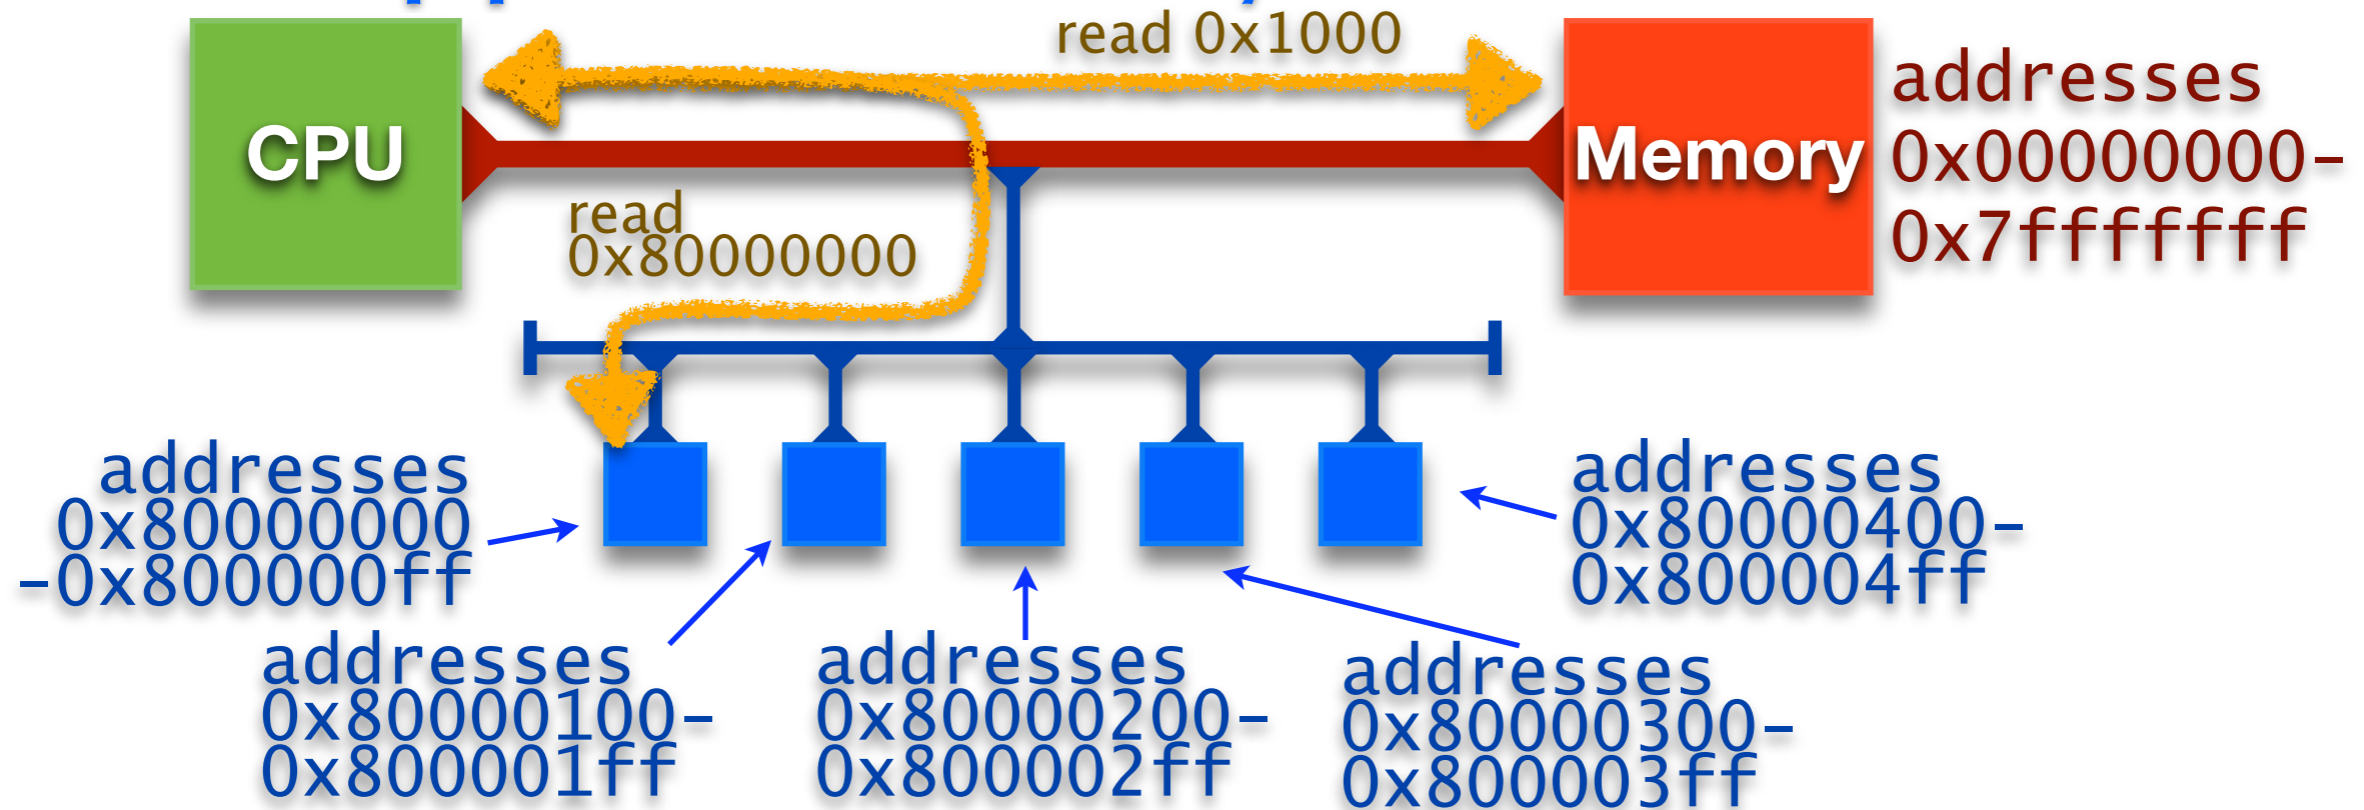 read 0x1000
CPU
Memory
addresses
0x00000000-
0x7fffffff
read
0x80000000
addresses
0x80000000
-0x800000ff
addresses
0x80000100-
0x800001ff
addresses
0x80000200-
0x800002ff
addresses
0x80000300-
0x800003ff
addresses
0x80000400-
0x800004ff